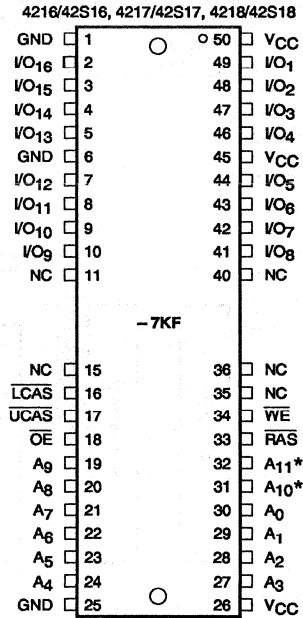 4216/42S16, 4217/42S17, 4218/42S18
GND 1 50 VCC
I/O16 2 49 I/O1
I/O15 3 48 I/O2
I/O14 4 47 I/O3
I/O13 5 46 I/O4
GND 6 45 VCC
I/O12 7 44 I/O5
I/O11 8 43 I/O6
I/O10 9 42 I/O7
I/O9 10 41 I/O8
NC 11 40 NC
-7KF
NC 15 36 NC
LCAS 16 35 NC
UCAS 17 34 WE
OE 18 33 RAS
A9 19 32 A11*
A8 20 31 A10*
A7 21 30 A0
A6 22 29 A1
A5 23 28 A2
A4 24 27 A3
GND 25 26 VCC